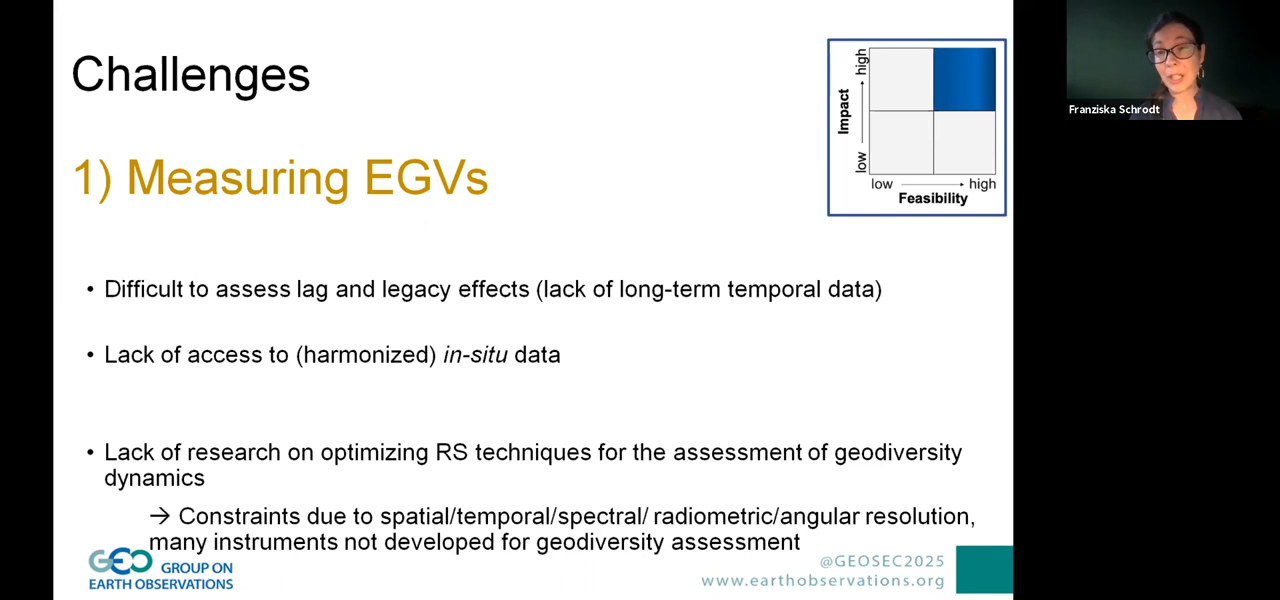 Challenges
1) Measuring EGVs
Impact
low
high
low
high
Feasibility
Franziska Schrodt
• Difficult to assess lag and legacy effects (lack of long-term temporal data)
• Lack of access to (harmonized) in-situ data
• Lack of research on optimizing RS techniques for the assessment of geodiversity
dynamics
→ Constraints due to spatial/temporal/spectral/ radiometric/angular resolution,
many instruments not developed for geodiversity assessment
GEO GROUP ON
EARTH OBSERVATIONS
@GEOSEC2025
www.earthobservations.org